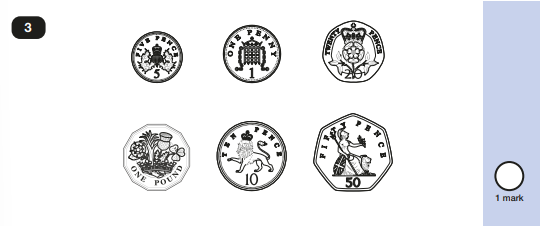 3
FIVE PENCE
5
ONE PENNY
1
TWENTY PENCE
20
ONE POUND
TEN PENCE
10
FIFTY PENCE
50
1 mark